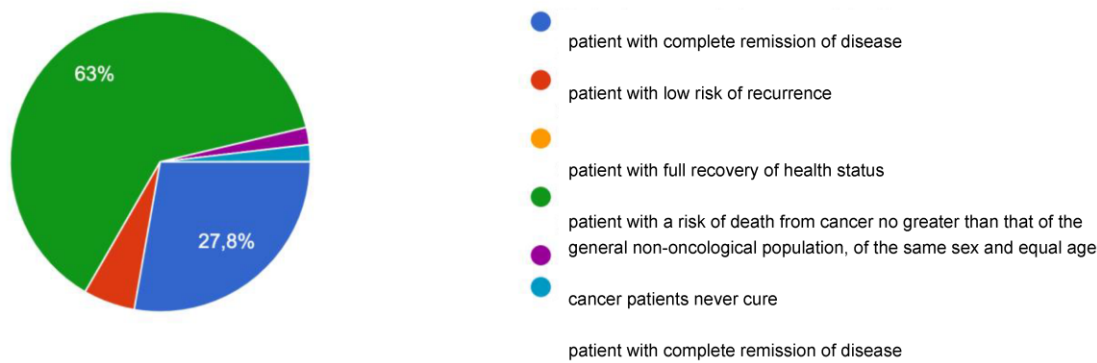 63%
27,8%
patient with complete remission of disease
patient with low risk of recurrence
patient with full recovery of health status
patient with a risk of death from cancer no greater than that of the
general non-oncological population, of the same sex and equal age
cancer patients never cure
patient with complete remission of disease